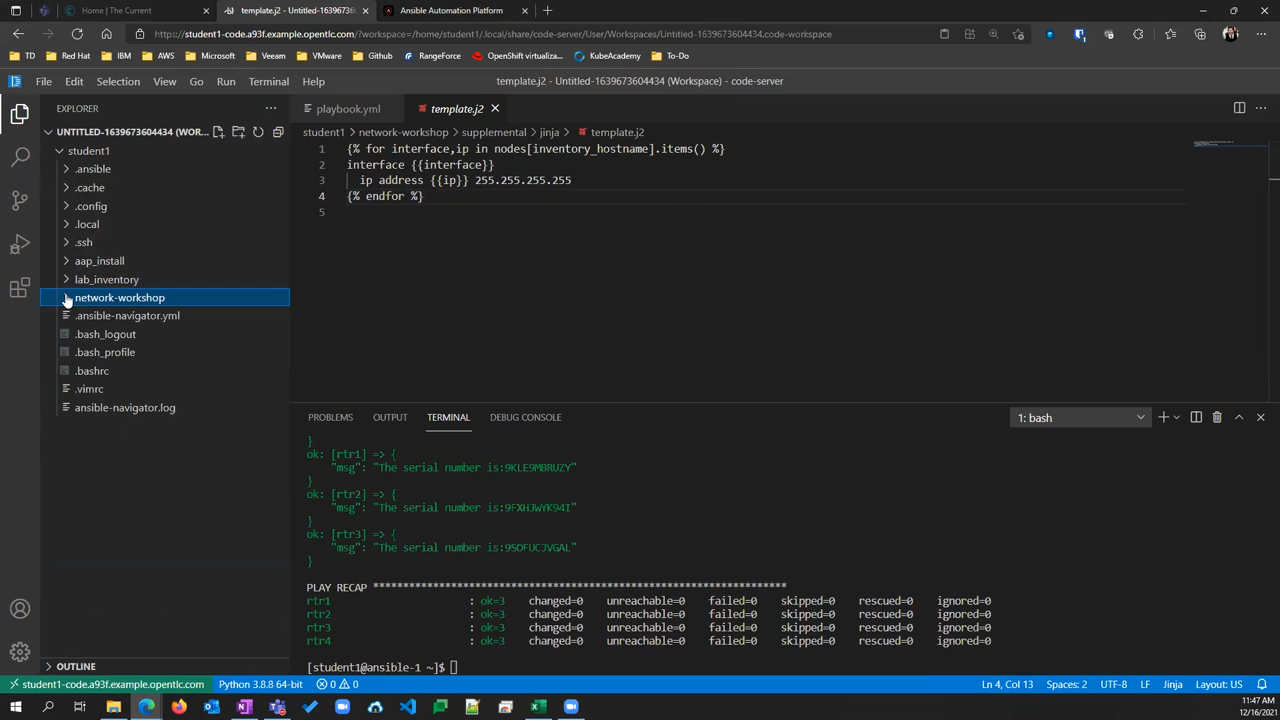 Home | The Current
template.j2 - Untitled-16396736
Ansible Automation Platform
https://student1-code.a93f.example.opentlc.com/?workspace=/home/student1/.local/share/code-server/User/Workspaces/Untitled-1639673604434.code-workspace
TD
Red Hat
IBM
AWS
Microsoft
Veeam
VMware
Github
RangeForce
OpenShift virtualiza...
KubeAcademy
To-Do
File Edit Selection View Go Run Terminal Help
template.j2 - Untitled-1639673604434 (Workspace) - code-server
EXPLORER
playbook.yml
template.j2
UNTITLED-1639673604434 (WOR...
student1 > network-workshop > supplemental > jinja > template.j2
student1
.ansible
.cache
.config
.local
.ssh
aap_install
lab_inventory
network-workshop
.ansible-navigator.yml
.bash_logout
.bash_profile
.bashrc
.vimrc
ansible-navigator.log
1 {% for interface,ip in nodes[inventory_hostname].items() %}
2 interface {{interface}}
3 ip address {{ip}} 255.255.255.255
4 {% endfor %}
5
PROBLEMS OUTPUT TERMINAL DEBUG CONSOLE
1: bash
}
ok: [rtr1] => {
"msg": "The serial number is:9KLE9MBRUZY"
}
ok: [rtr2] => {
"msg": "The serial number is:9FXHJWYK94I"
}
ok: [rtr3] => {
"msg": "The serial number is:9SOFUCJVGAL"
}
PLAY RECAP *********************************************************************
rtr1 : ok=3 changed=0 unreachable=0 failed=0 skipped=0 rescued=0 ignored=0
rtr2 : ok=3 changed=0 unreachable=0 failed=0 skipped=0 rescued=0 ignored=0
rtr3 : ok=3 changed=0 unreachable=0 failed=0 skipped=0 rescued=0 ignored=0
rtr4 : ok=3 changed=0 unreachable=0 failed=0 skipped=0 rescued=0 ignored=0
[student1@ansible-1 ~]$
OUTLINE
student1-code.a93f.example.opentlc.com
Python 3.8.8 64-bit
0
0
Ln 4, Col 13
Spaces: 2
UTF-8
LF
Jinja
Layout: US
11:47 AM
12/16/2021